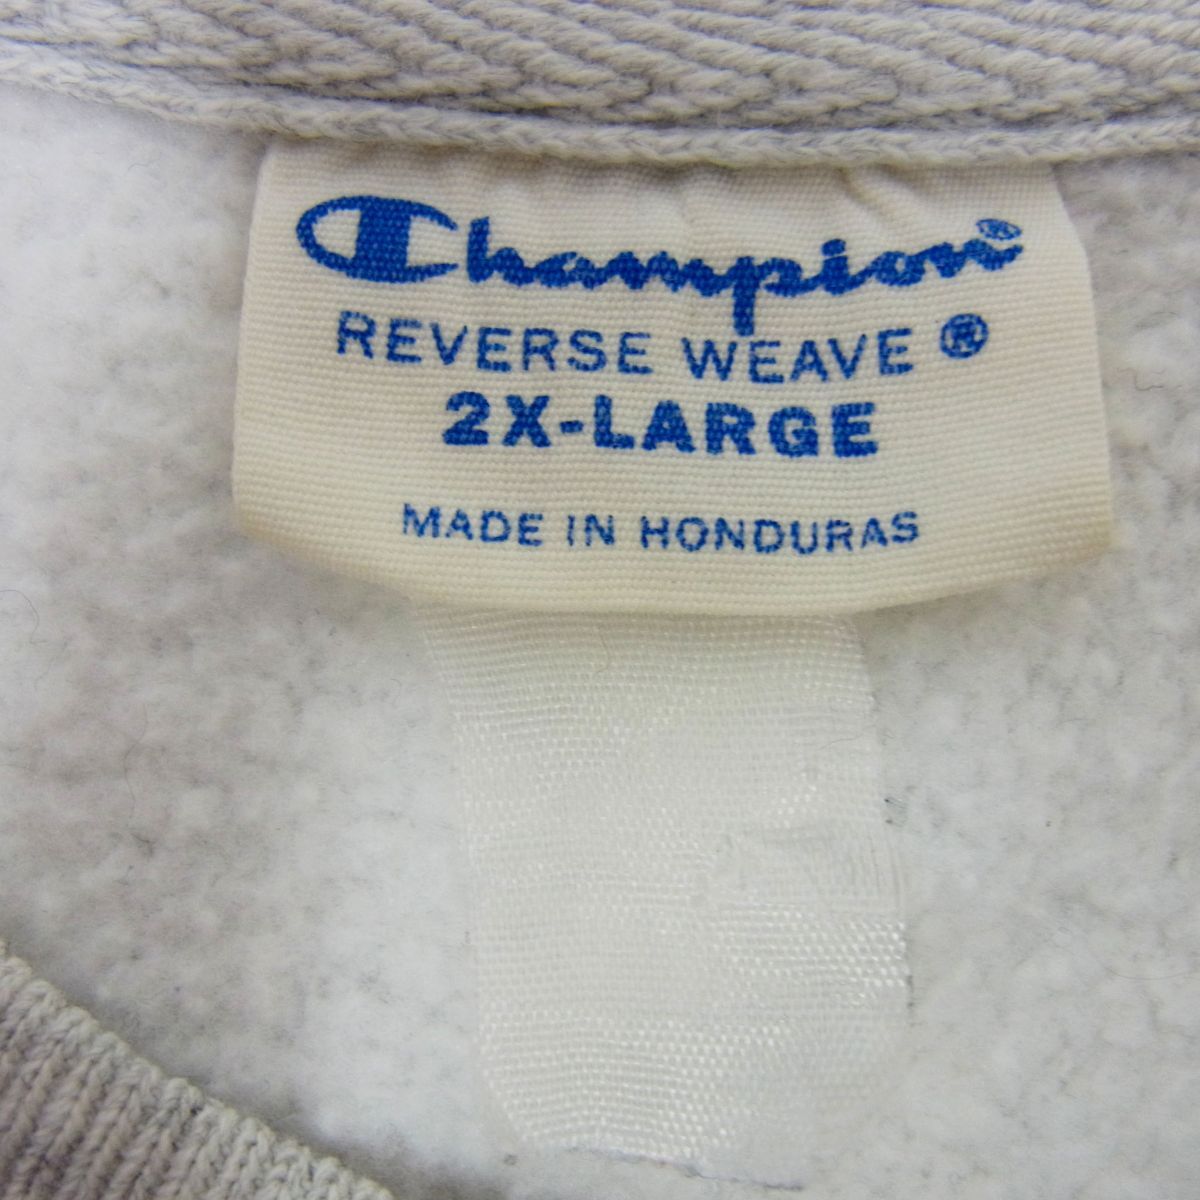 Champion®
REVERSE WEAVE®
2X-LARGE
MADE IN HONDURAS